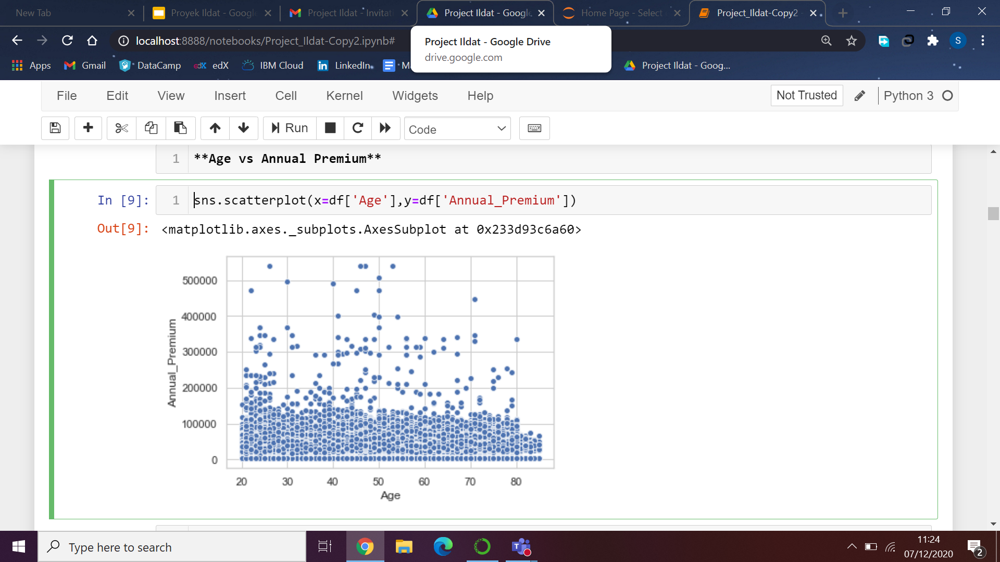 New Tab
Proyek Ildat - Google
Project Ildat - Invitati
Project Ildat - Google
Home Page - Select
Project_Ildat-Copy2 -
localhost:8888/notebooks/Project_Ildat-Copy2.ipynb#
Project Ildat - Google Drive
drive.google.com
S
Apps
Gmail
DataCamp
edX
edX
IBM Cloud
in
LinkedIn
Project Ildat - Goog...
File
Edit
View
Insert
Cell
Kernel
Widgets
Help
Not Trusted
Python 3
Run
Code
1 **Age vs Annual Premium**
In [9]: 1 sns.scatterplot(x=df['Age'],y=df['Annual_Premium'])
Out[9]: <matplotlib.axes._subplots.AxesSubplot at 0x233d93c6a60>
500000
400000
300000
200000
100000
0
Annual_Premium
20 30 40 50 60 70 80
Age
Type here to search
T
11:24
07/12/2020
2